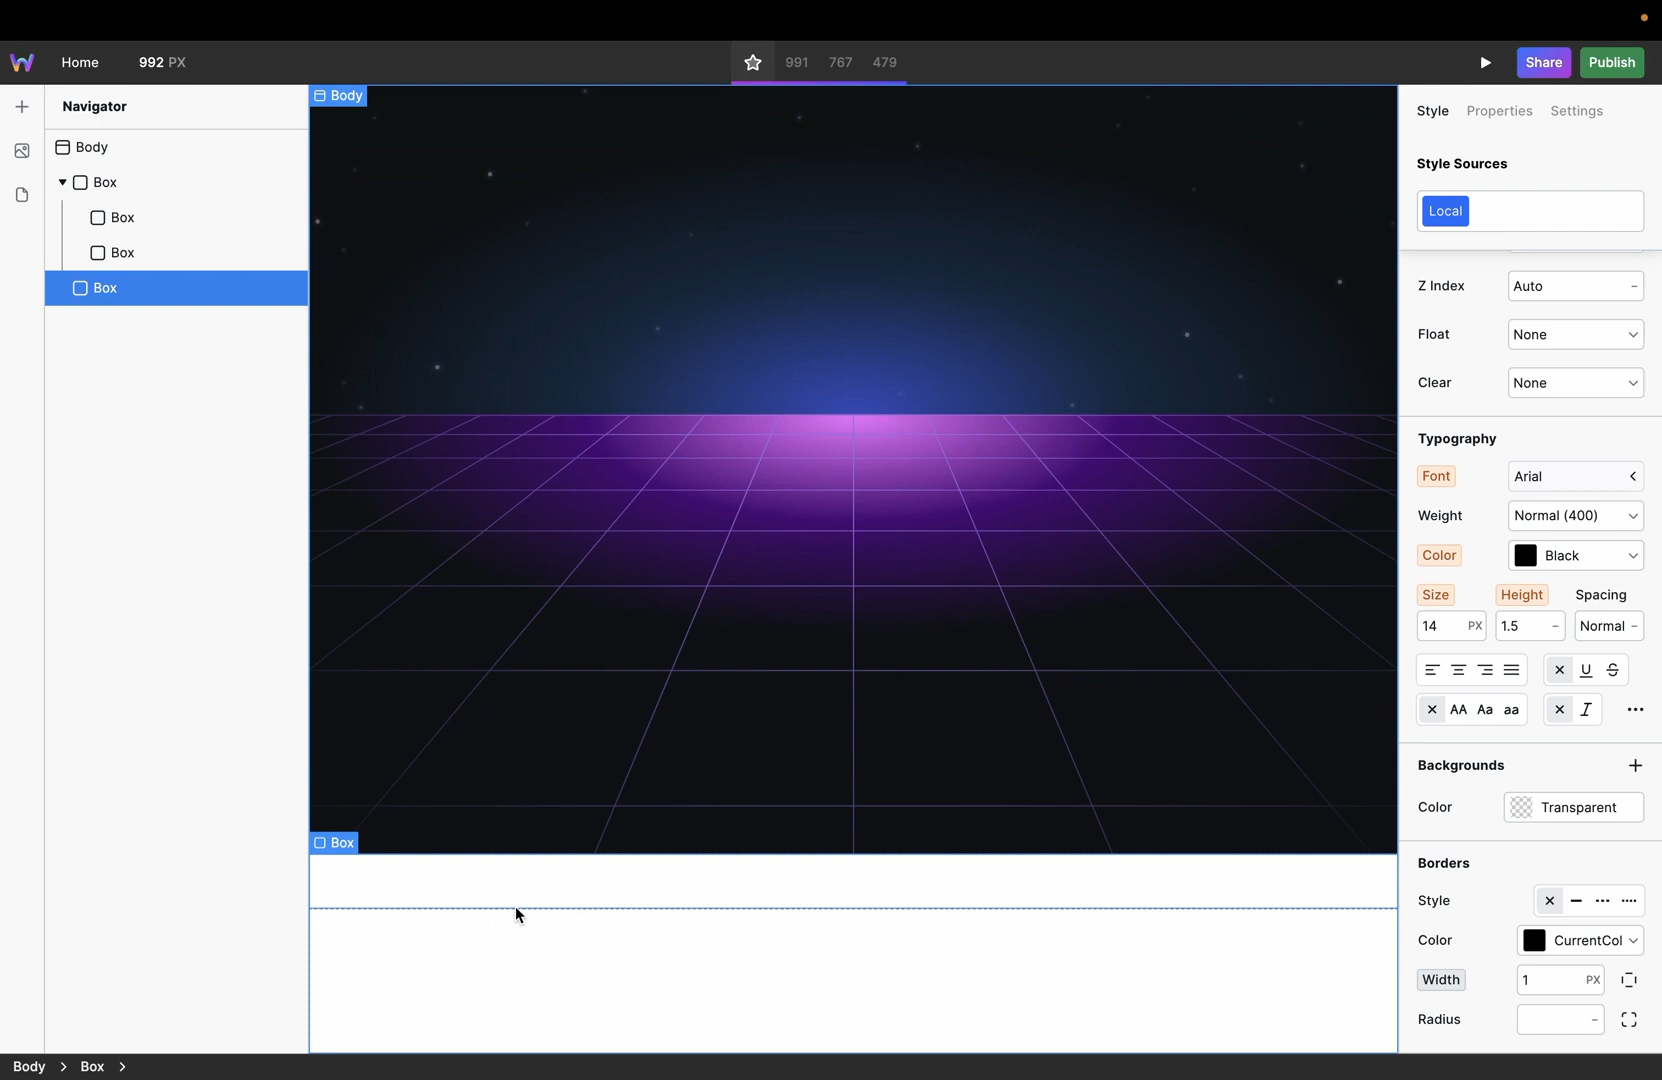 Home
992 PX
991
767
479
Share
Publish
Navigator
Body
Box
Box
Box
Box
Body
Box
Style
Properties
Settings
Style Sources
Local
Z Index
Auto
Float
None
Clear
None
Typography
Font
Arial
Weight
Normal (400)
Color
Black
Size
Height
Spacing
14 PX
1.5
Normal
U S
AA Aa aa
I
Backgrounds
Color
Transparent
Borders
Style
Color
CurrentCol
Width
1 PX
Radius
Body
Box